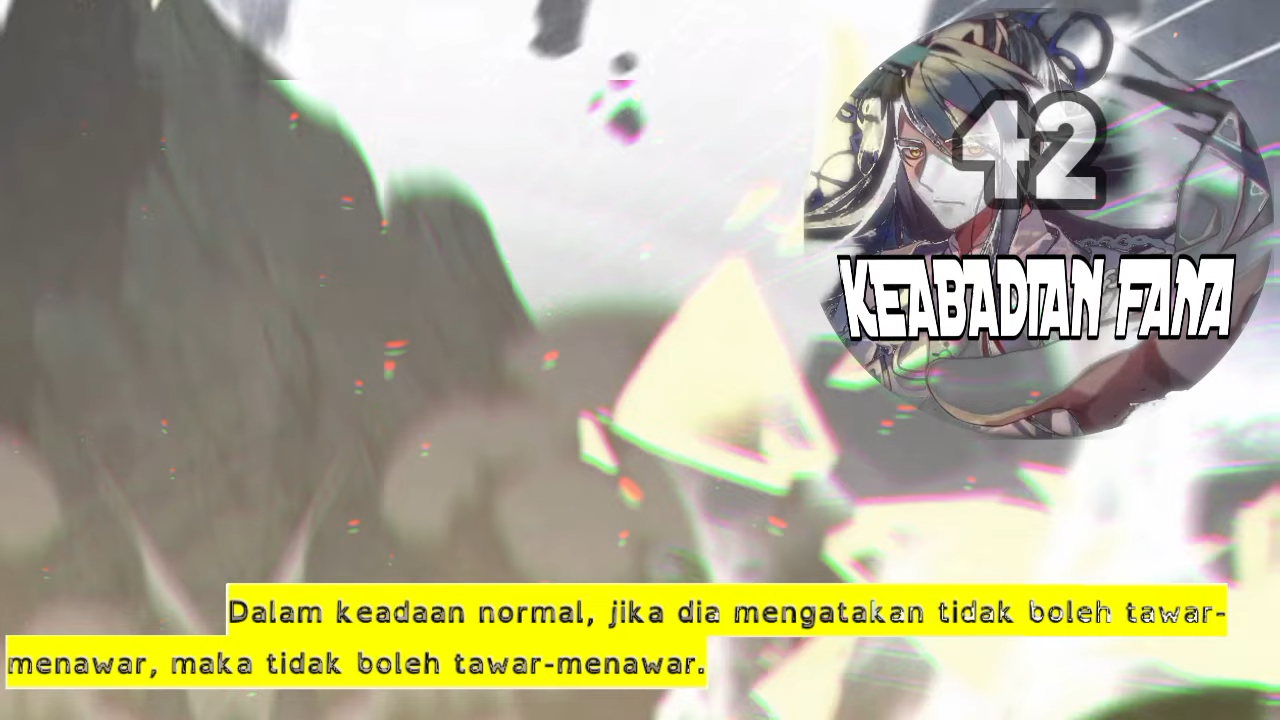 42
KEABADIAN FANA
Dalam keadaan normal, jika dia mengatakan tidak boleh tawar-
menawar, maka tidak boleh tawar-menawar.